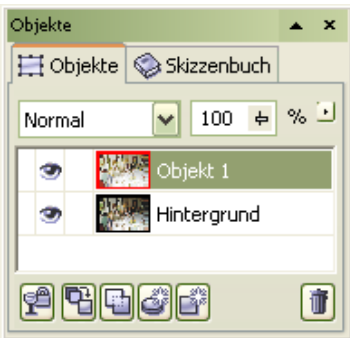 Objekte
Objekte Skizzenbuch
Normal 100 %
Objekt 1
Hintergrund